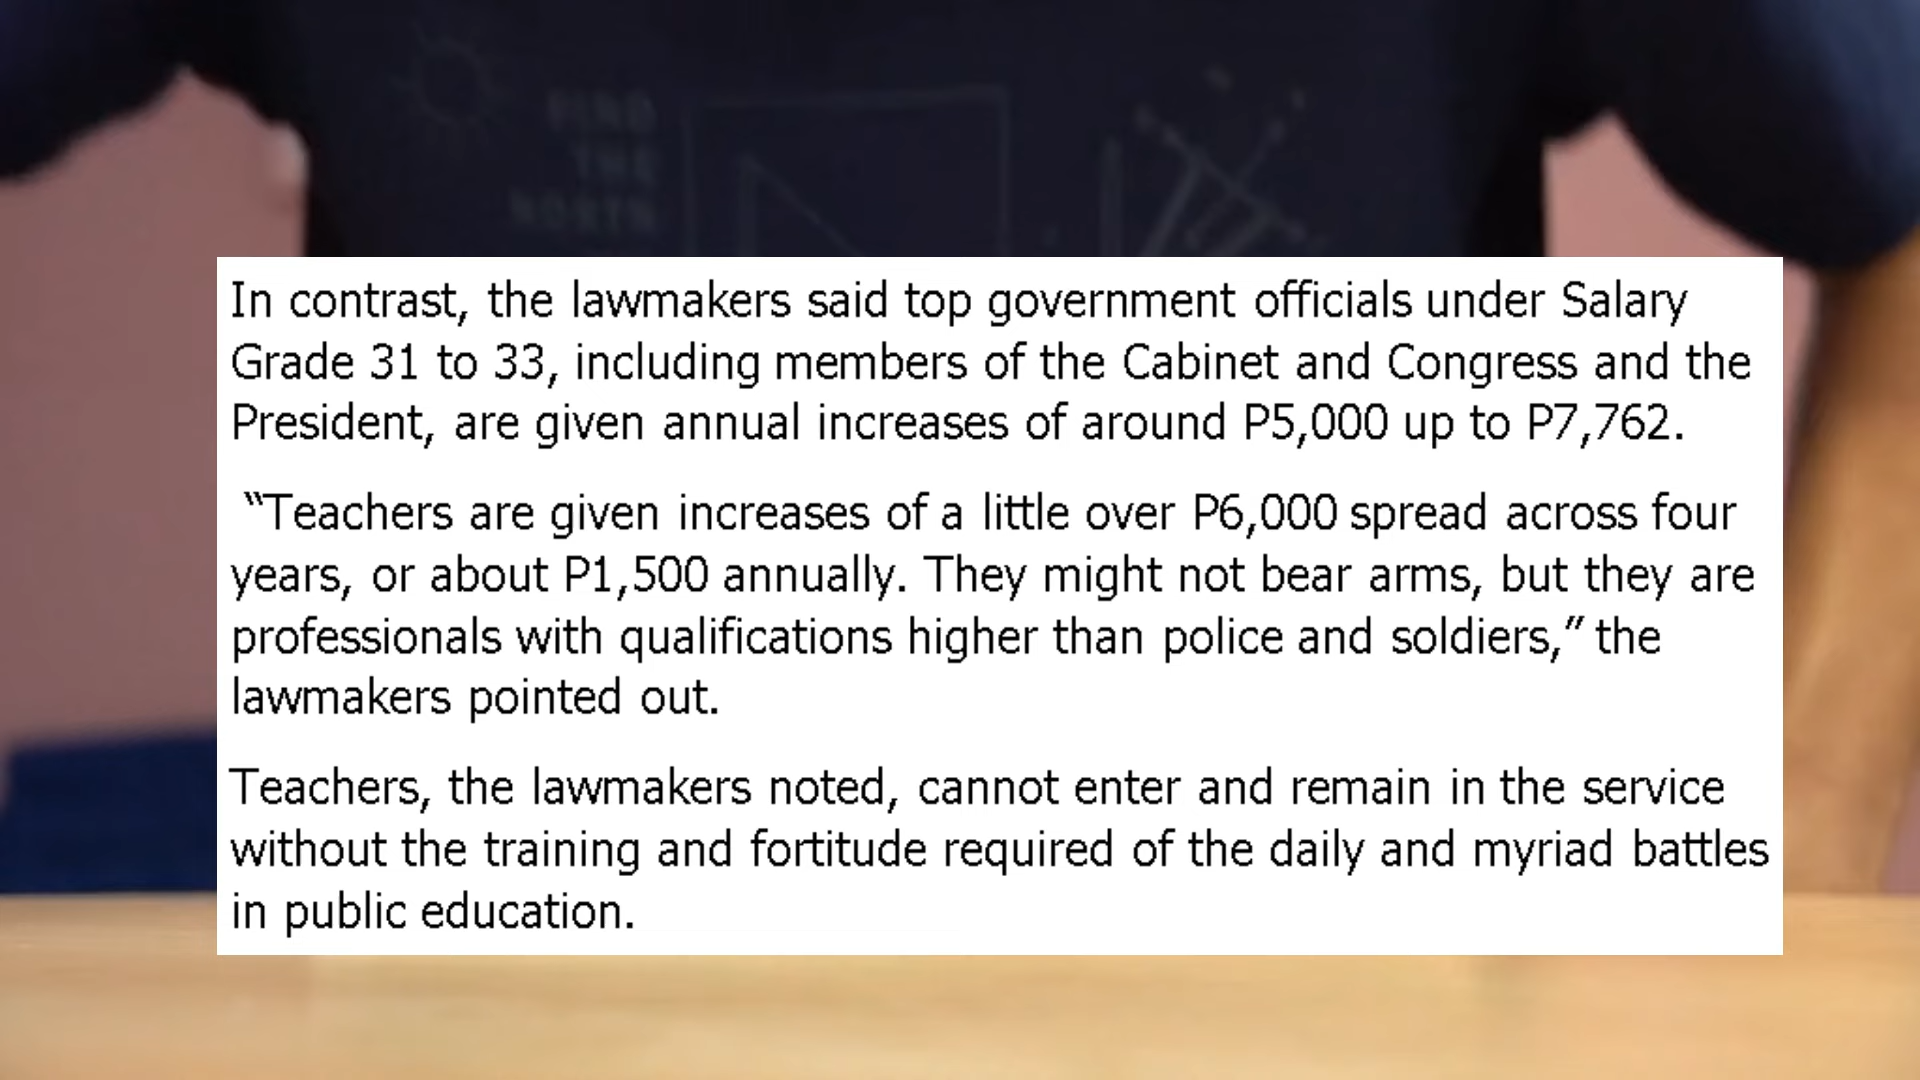 In contrast, the lawmakers said top government officials under Salary
Grade 31 to 33, including members of the Cabinet and Congress and the
President, are given annual increases of around P5,000 up to P7,762.
“Teachers are given increases of a little over P6,000 spread across four
years, or about P1,500 annually. They might not bear arms, but they are
professionals with qualifications higher than police and soldiers,” the
lawmakers pointed out.
Teachers, the lawmakers noted, cannot enter and remain in the service
without the training and fortitude required of the daily and myriad battles
in public education.